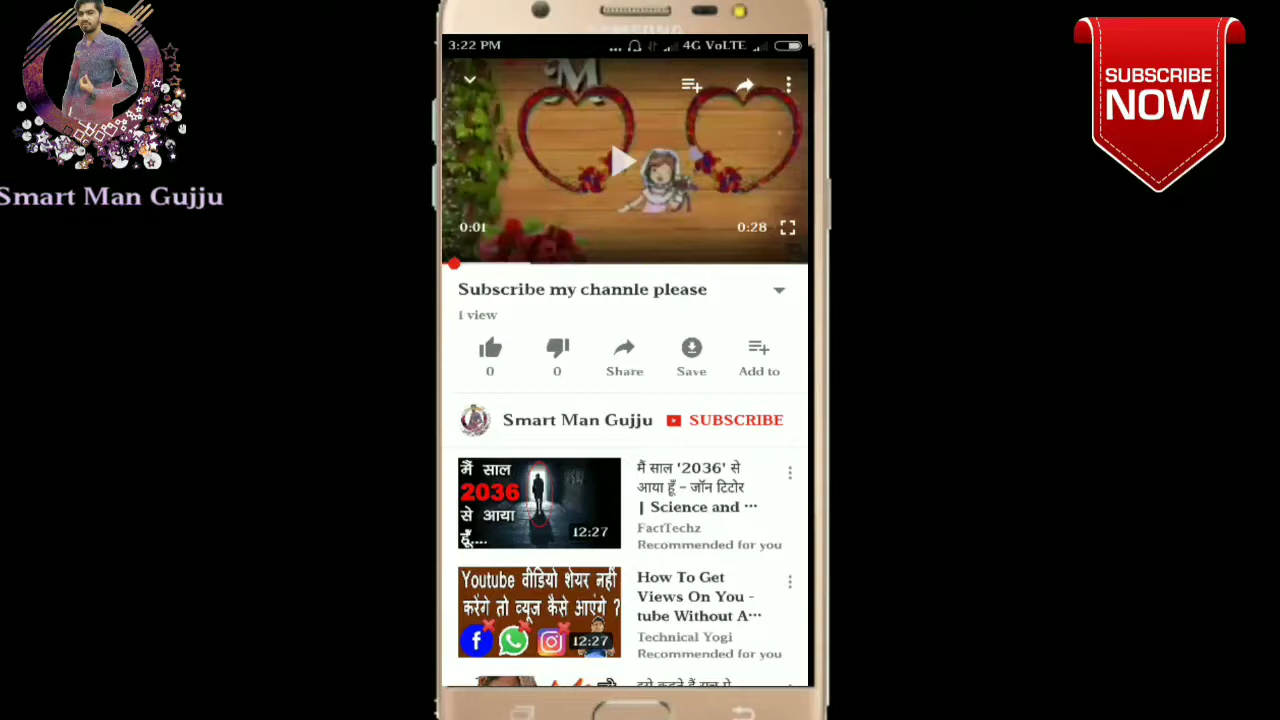 Smart Man Gujju
SUBSCRIBE
NOW
3:22 PM
... 4G VoLTE
M
0:01
0:28
Subscribe my channle please
1 view
0
0
Share
Save
Add to
Smart Man Gujju
SUBSCRIBE
मैं साल
2036
से आया
हूँ....
12:27
मैं साल '2036' से
आया हूँ - जॉन टिटोर
| Science and ...
FactTechz
Recommended for you
Youtube वीडियो शेयर नहीं
करेंगे तो व्यूज कैसे आएंगे ?
12:27
How To Get
Views On You -
tube Without A...
Technical Yogi
Recommended for you